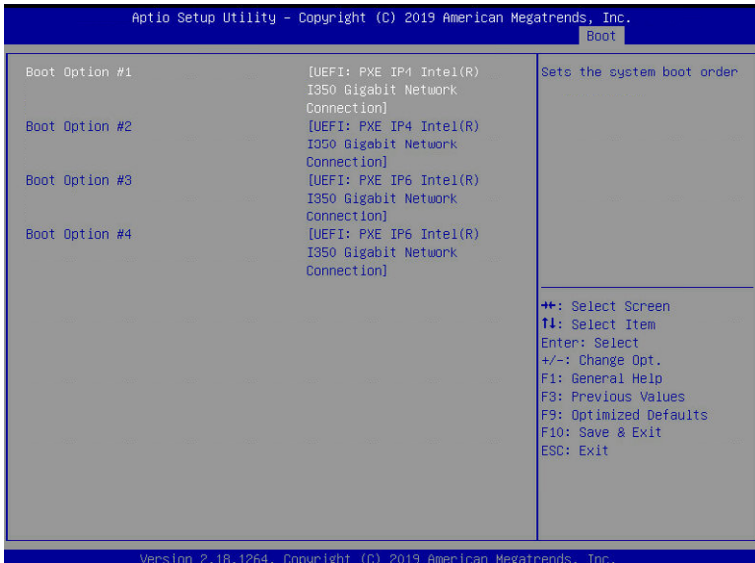 Aptio Setup Utility – Copyright (C) 2019 American Megatrends, Inc.
Boot
Boot Option #1 [UEFI: PXE IP4 Intel(R)
I350 Gigabit Network
Connection]
Boot Option #2 [UEFI: PXE IP4 Intel(R)
I350 Gigabit Network
Connection]
Boot Option #3 [UEFI: PXE IP6 Intel(R)
I350 Gigabit Network
Connection]
Boot Option #4 [UEFI: PXE IP6 Intel(R)
I350 Gigabit Network
Connection]
Sets the system boot order
→←: Select Screen
↑↓: Select Item
Enter: Select
+/-: Change Opt.
F1: General Help
F3: Previous Values
F9: Optimized Defaults
F10: Save & Exit
ESC: Exit
Version 2.18.1264. Copyright (C) 2019 American Megatrends, Inc.